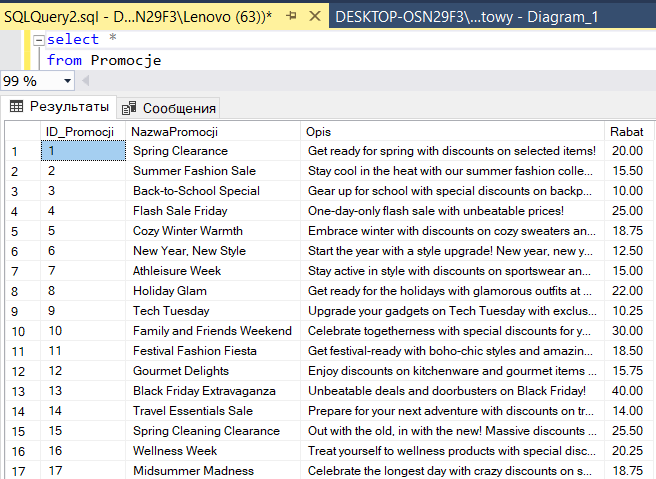 SQLQuery2.sql - D...N29F3\Lenovo (63))* DESKTOP-OSN29F3\...towy - Diagram_1
select *
from Promocje
99 %
Результаты Сообщения
ID_Promocji NazwaPromocji Opis Rabat
1 1 Spring Clearance Get ready for spring with discounts on selected items! 20.00
2 2 Summer Fashion Sale Stay cool in the heat with our summer fashion colle... 15.50
3 3 Back-to-School Special Gear up for school with special discounts on backp... 10.00
4 4 Flash Sale Friday One-day-only flash sale with unbeatable prices! 25.00
5 5 Cozy Winter Warmth Embrace winter with discounts on cozy sweaters an... 18.75
6 6 New Year, New Style Start the year with a style upgrade! New year, new y... 12.50
7 7 Athleisure Week Stay active in style with discounts on sportswear an... 15.00
8 8 Holiday Glam Get ready for the holidays with glamorous outfits at ... 22.00
9 9 Tech Tuesday Upgrade your gadgets on Tech Tuesday with exclus... 10.25
10 10 Family and Friends Weekend Celebrate togetherness with special discounts for y... 30.00
11 11 Festival Fashion Fiesta Get festival-ready with boho-chic styles and amazin... 18.50
12 12 Gourmet Delights Enjoy discounts on kitchenware and gourmet items ... 15.75
13 13 Black Friday Extravaganza Unbeatable deals and doorbusters on Black Friday! 40.00
14 14 Travel Essentials Sale Prepare for your next adventure with discounts on tr... 14.00
15 15 Spring Cleaning Clearance Out with the old, in with the new! Massive discounts ... 25.50
16 16 Wellness Week Treat yourself to wellness products with special disc... 20.25
17 17 Midsummer Madness Celebrate the longest day with crazy discounts on s... 18.75